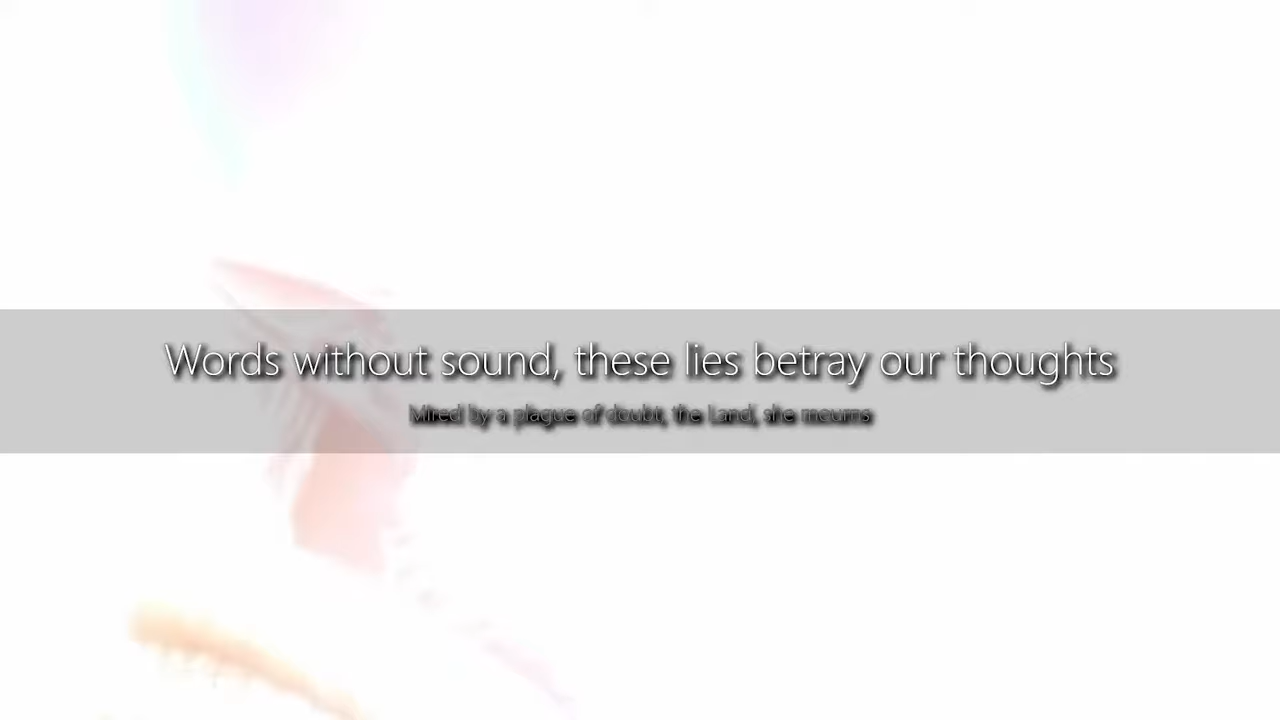 Words without sound, these lies betray our thoughts
Mired by a plague of doubt, the Land, she mourns